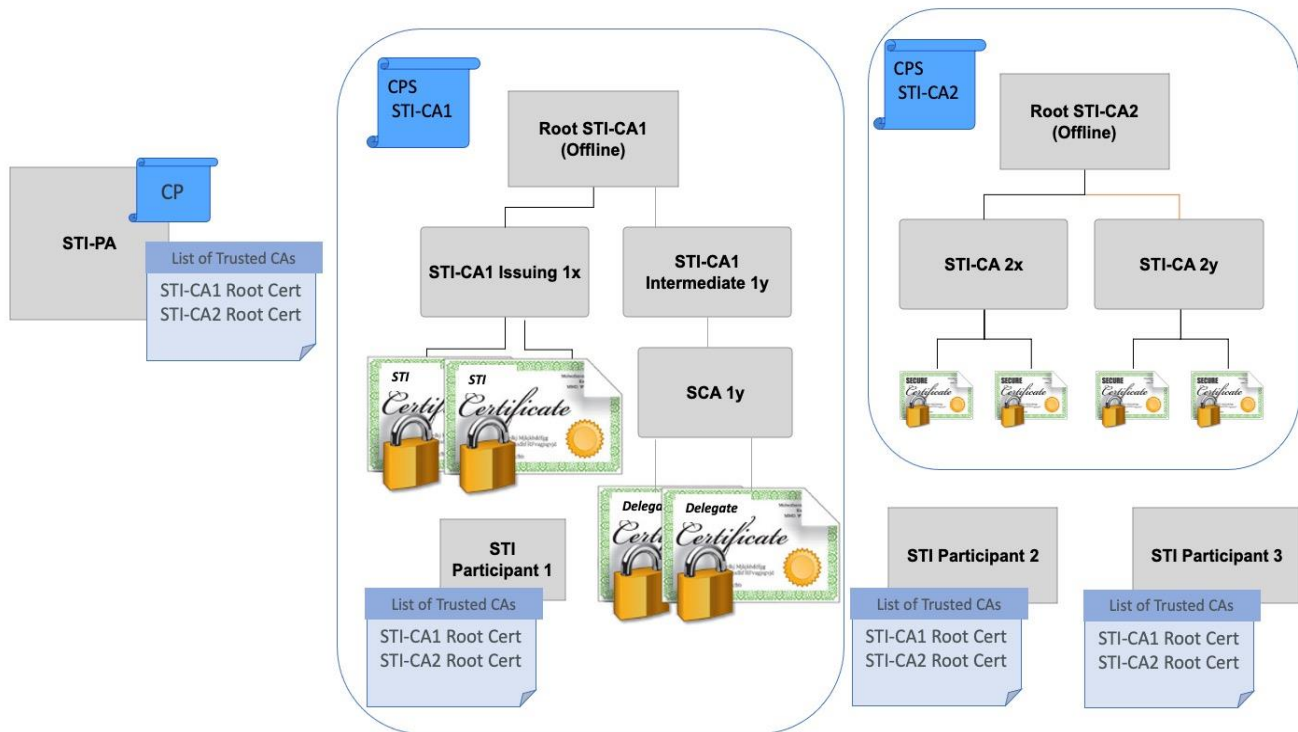 CPS
STI-CA1
Root STI-CA1
(Offline)
STI-CA1 Issuing 1x
STI-CA1
Intermediate 1y
SCA 1y
STI
Certificate
STI
Certificate
Delegate
Certificate
STI
Participant 1
List of Trusted CAs
STI-CA1 Root Cert
STI-CA2 Root Cert
CP
STI-PA
List of Trusted CAs
STI-CA1 Root Cert
STI-CA2 Root Cert
CPS
STI-CA2
Root STI-CA2
(Offline)
STI-CA 2x
STI-CA 2y
SECURE
Certificate
SECURE
Certificate
SECURE
Certificate
SECURE
Certificate
STI Participant 2
List of Trusted CAs
STI-CA1 Root Cert
STI-CA2 Root Cert
STI Participant 3
List of Trusted CAs
STI-CA1 Root Cert
STI-CA2 Root Cert